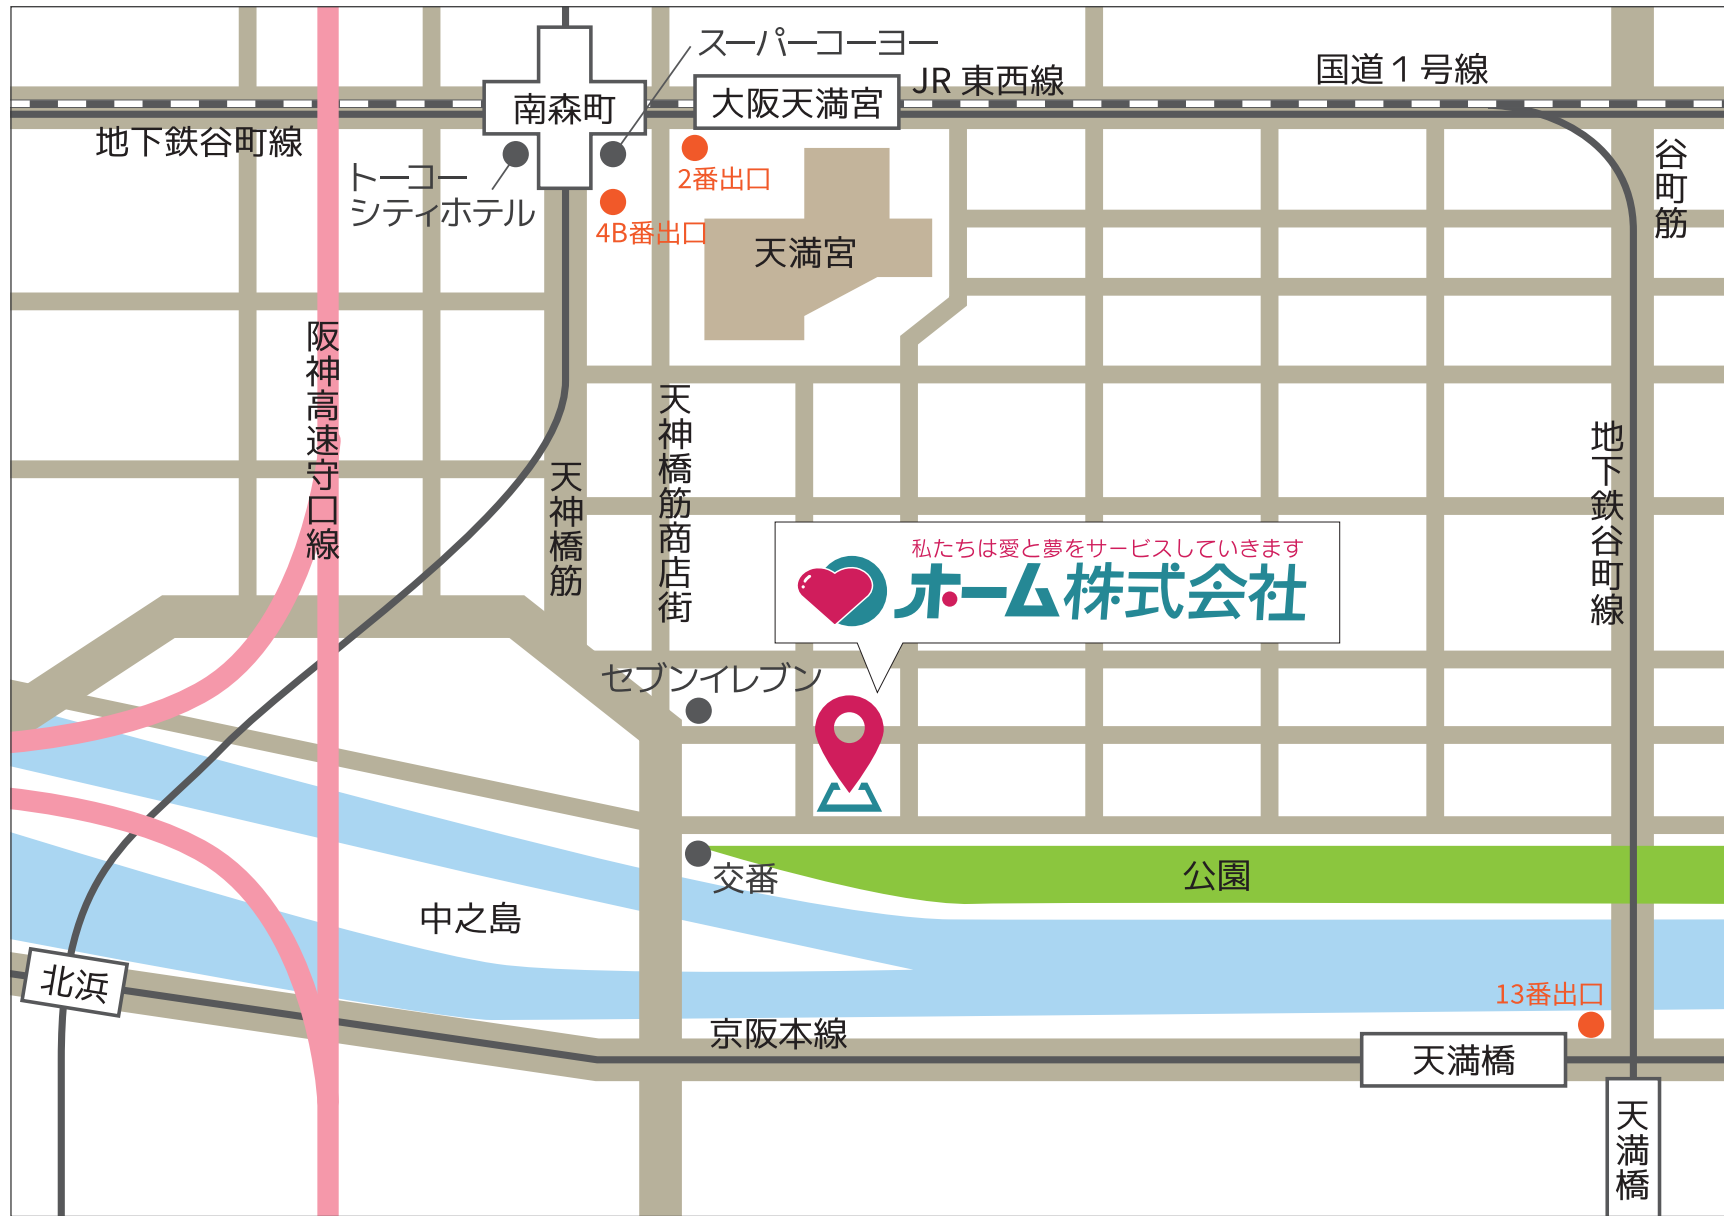 スーパーコーヨー
JR 東西線
国道1号線
南森町
大阪天満宮
地下鉄谷町線
トーコー
シティホテル
2番出口
4B番出口
天満宮
谷町筋
阪神高速守口線
天神橋筋
天神橋筋商店街
地下鉄谷町線
私たちは愛と夢をサービスしていきます
ホーム株式会社
セブンイレブン
交番
公園
中之島
北浜
京阪本線
13番出口
天満橋
天満橋